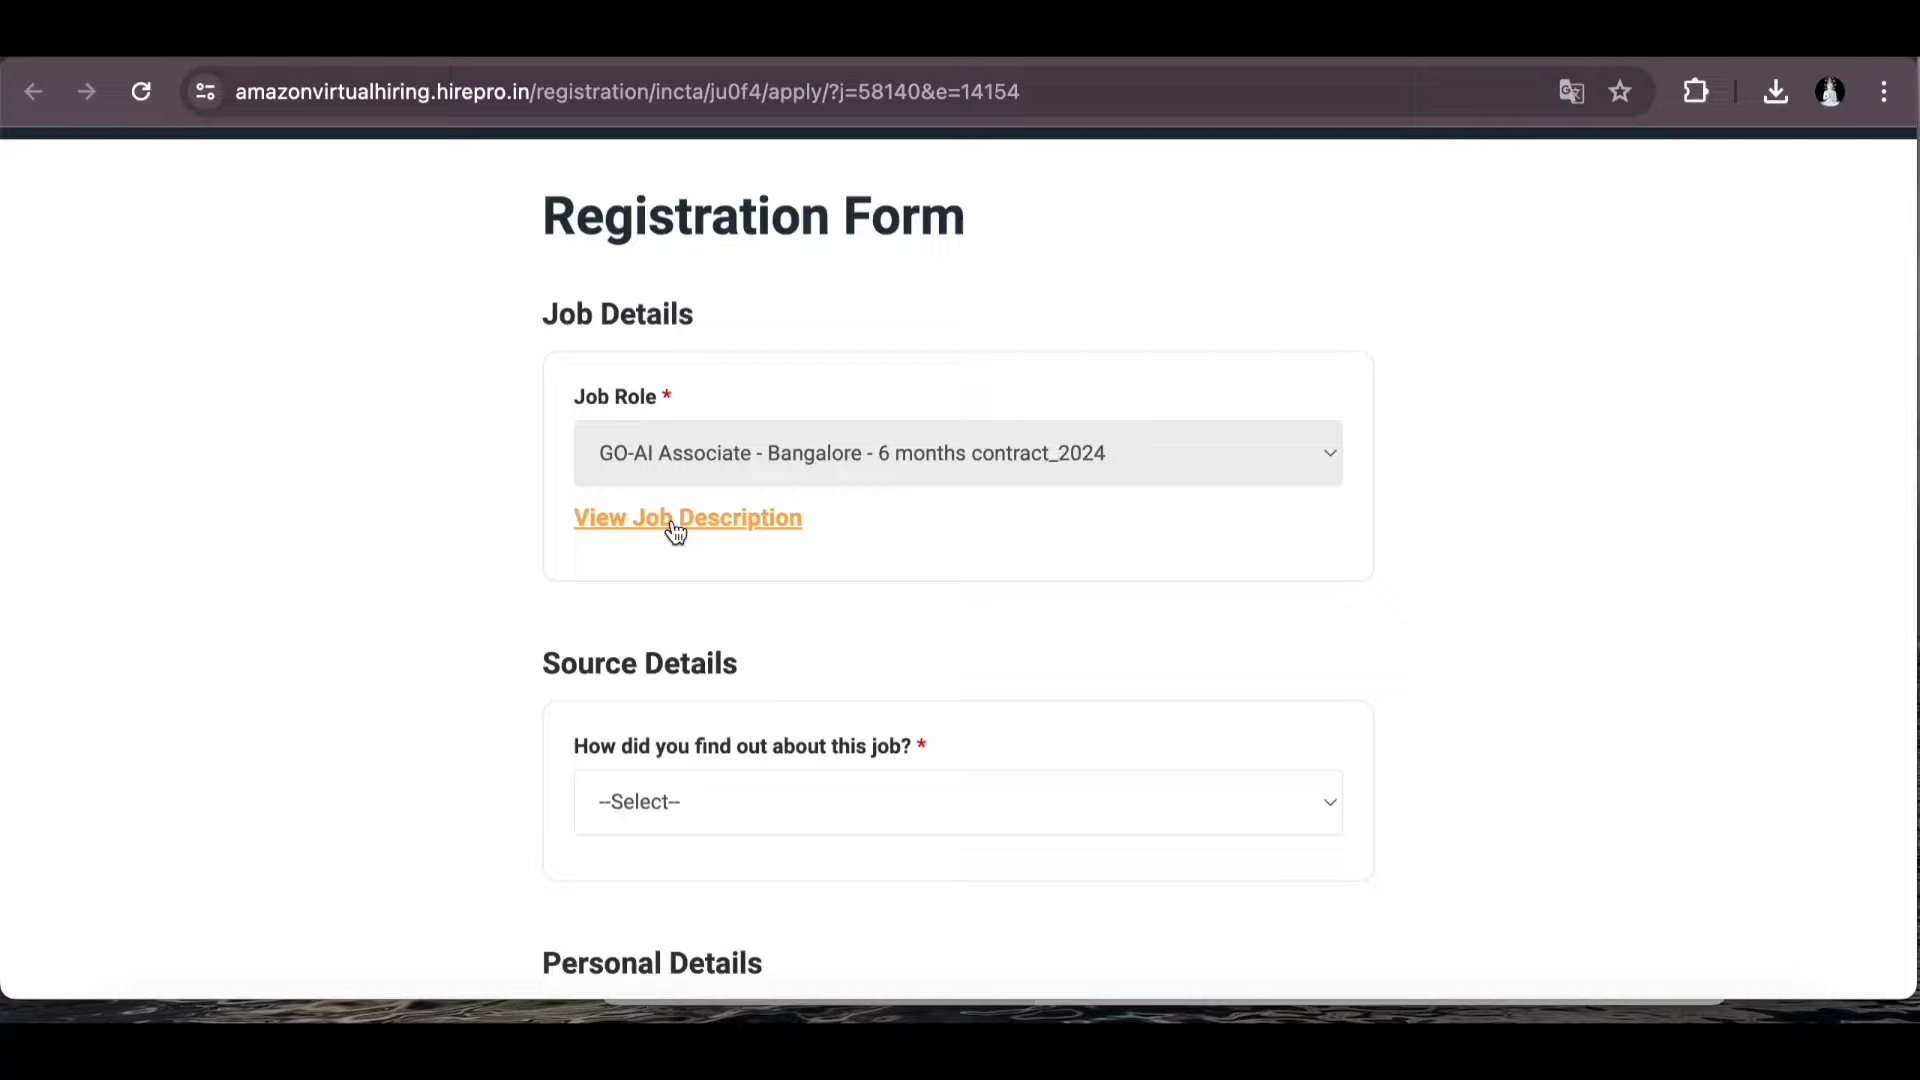 amazonvirtualhiring.hirepro.in/registration/incta/ju0f4/apply/?j=58140&e=14154
Registration Form
Job Details
Job Role *
GO-AI Associate - Bangalore - 6 months contract_2024
View Job Description
Source Details
How did you find out about this job? *
--Select--
Personal Details